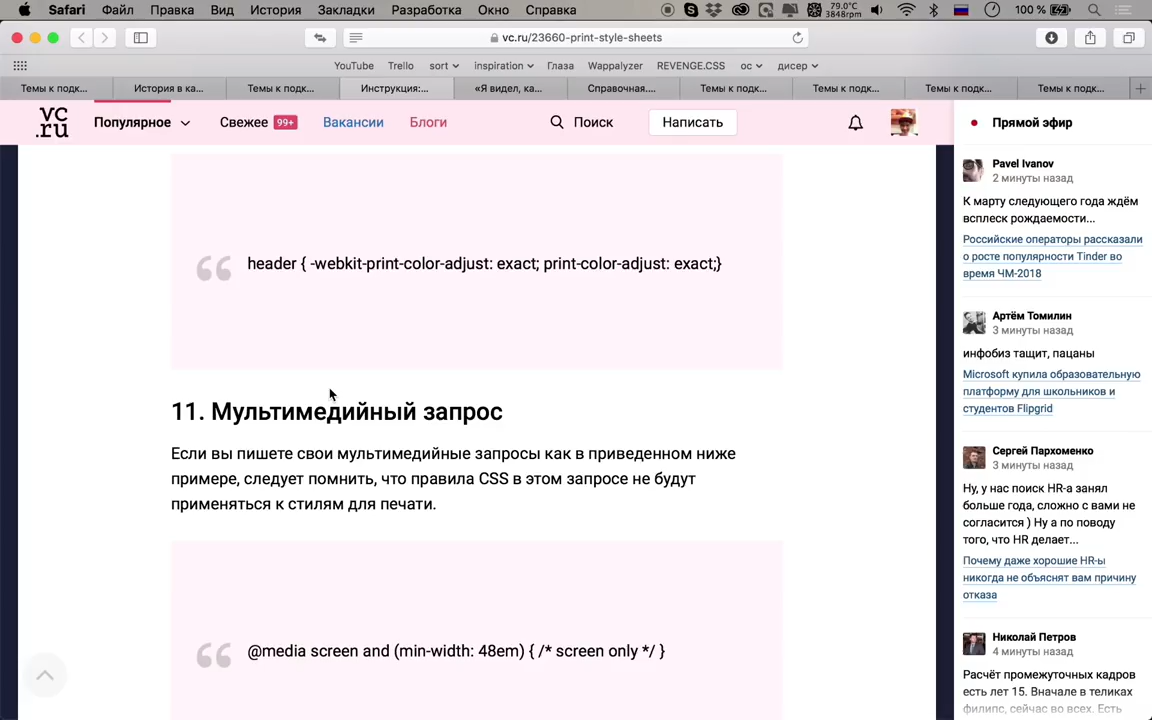 Safari Файл Правка Вид История Закладки Разработка Окно Справка 79.0°C 3848rpm 100 %
vc.ru/23660-print-style-sheets
YouTube Trello sort inspiration Глаза Wappalyzer REVENGE.CSS ос дисер
Темы к подк... История в ка... Темы к подк... Инструкция:... «Я видел, ка... Справочная.... Темы к подк... Темы к подк... Темы к подк... Темы к подк...
vc.ru Популярное Свежее 99+ Вакансии Блоги Поиск Написать
header { -webkit-print-color-adjust: exact; print-color-adjust: exact;}
11. Мультимедийный запрос
Если вы пишете свои мультимедийные запросы как в приведенном ниже
примере, следует помнить, что правила CSS в этом запросе не будут
применяться к стилям для печати.
@media screen and (min-width: 48em) { /* screen only */ }
Прямой эфир
Pavel Ivanov
2 минуты назад
К марту следующего года ждём
всплеск рождаемости...
Российские операторы рассказали
о росте популярности Tinder во
время ЧМ-2018
Артём Томилин
3 минуты назад
инфобиз тащит, пацаны
Microsoft купила образовательную
платформу для школьников и
студентов Flipgrid
Сергей Пархоменко
3 минуты назад
Ну, у нас поиск HR-а занял
больше года, сложно с вами не
согласится ) Ну а по поводу
того, что HR делает...
Почему даже хорошие HR-ы
никогда не объяснят вам причину
отказа
Николай Петров
4 минуты назад
Расчёт промежуточных кадров
есть лет 15. Вначале в теликах
филипс, сейчас во всех. Есть